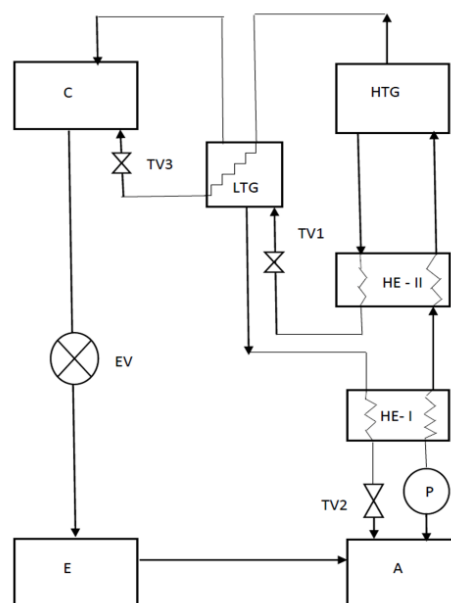 C
HTG
TV3
LTG
TV1
HE - II
EV
HE- I
P
TV2
E
A